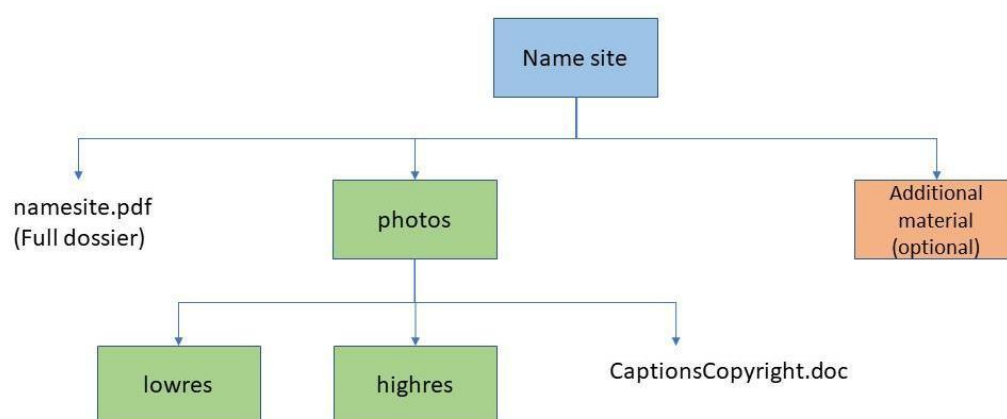 Name site
namesite.pdf
(Full dossier)
photos
Additional
material
(optional)
lowres
highres
CaptionsCopyright.doc